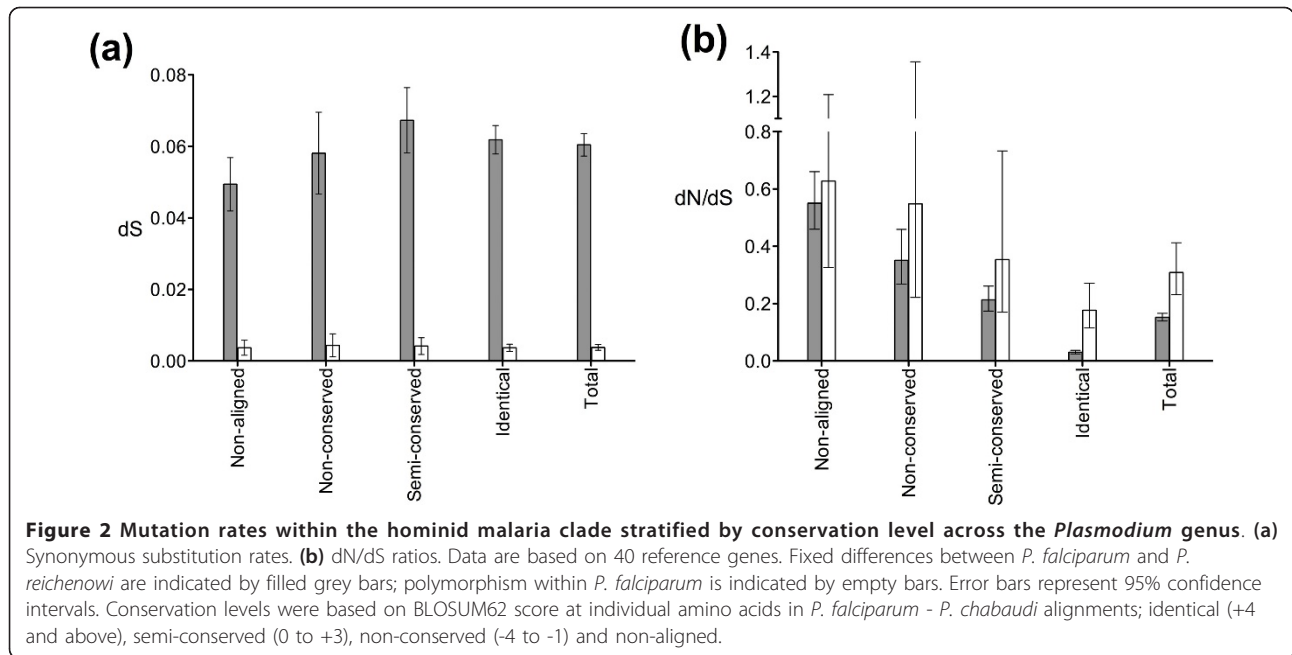 (a)
0.08
0.06
0.04
0.02
0.00
dS
Non-aligned
Non-conserved
Semi-conserved
Identical
Total
(b)
1.4
1.2
0.8
0.6
0.4
0.2
0.0
dN/dS
Non-aligned
Non-conserved
Semi-conserved
Identical
Total
Figure 2 Mutation rates within the hominid malaria clade stratified by conservation level across the Plasmodium genus. (a)
Synonymous substitution rates. (b) dN/dS ratios. Data are based on 40 reference genes. Fixed differences between P. falciparum and P.
reichenowi are indicated by filled grey bars; polymorphism within P. falciparum is indicated by empty bars. Error bars represent 95% confidence
intervals. Conservation levels were based on BLOSUM62 score at individual amino acids in P. falciparum - P. chabaudi alignments; identical (+4
and above), semi-conserved (0 to +3), non-conserved (-4 to -1) and non-aligned.